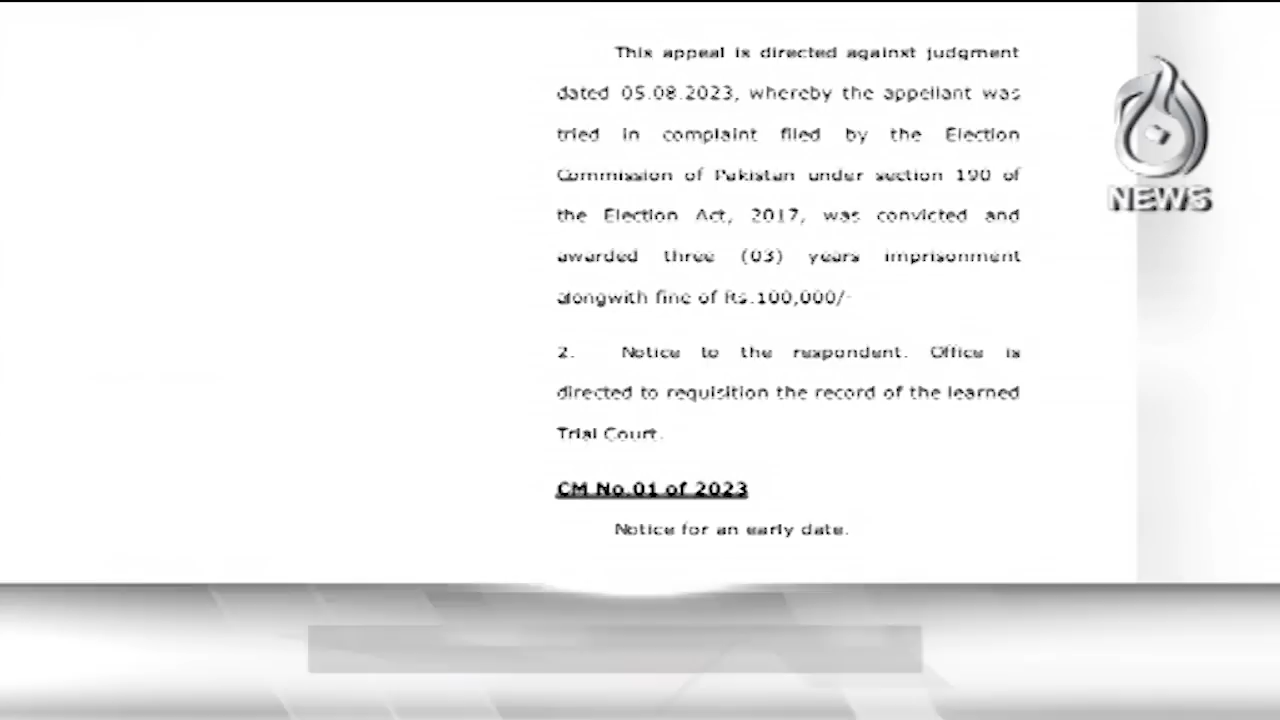 This appeal is directed against judgment
dated 05.08.2023, whereby the appellant was
tried in complaint filed by the Election
Commission of Pakistan under section 190 of
the Election Act, 2017, was convicted and
awarded three (03) years imprisonment
alongwith fine of Rs.100,000/-
2. Notice to the respondent. Office is
directed to requisition the record of the learned
Trial Court.
CM No.01 of 2023
Notice for an early date.
NEWS